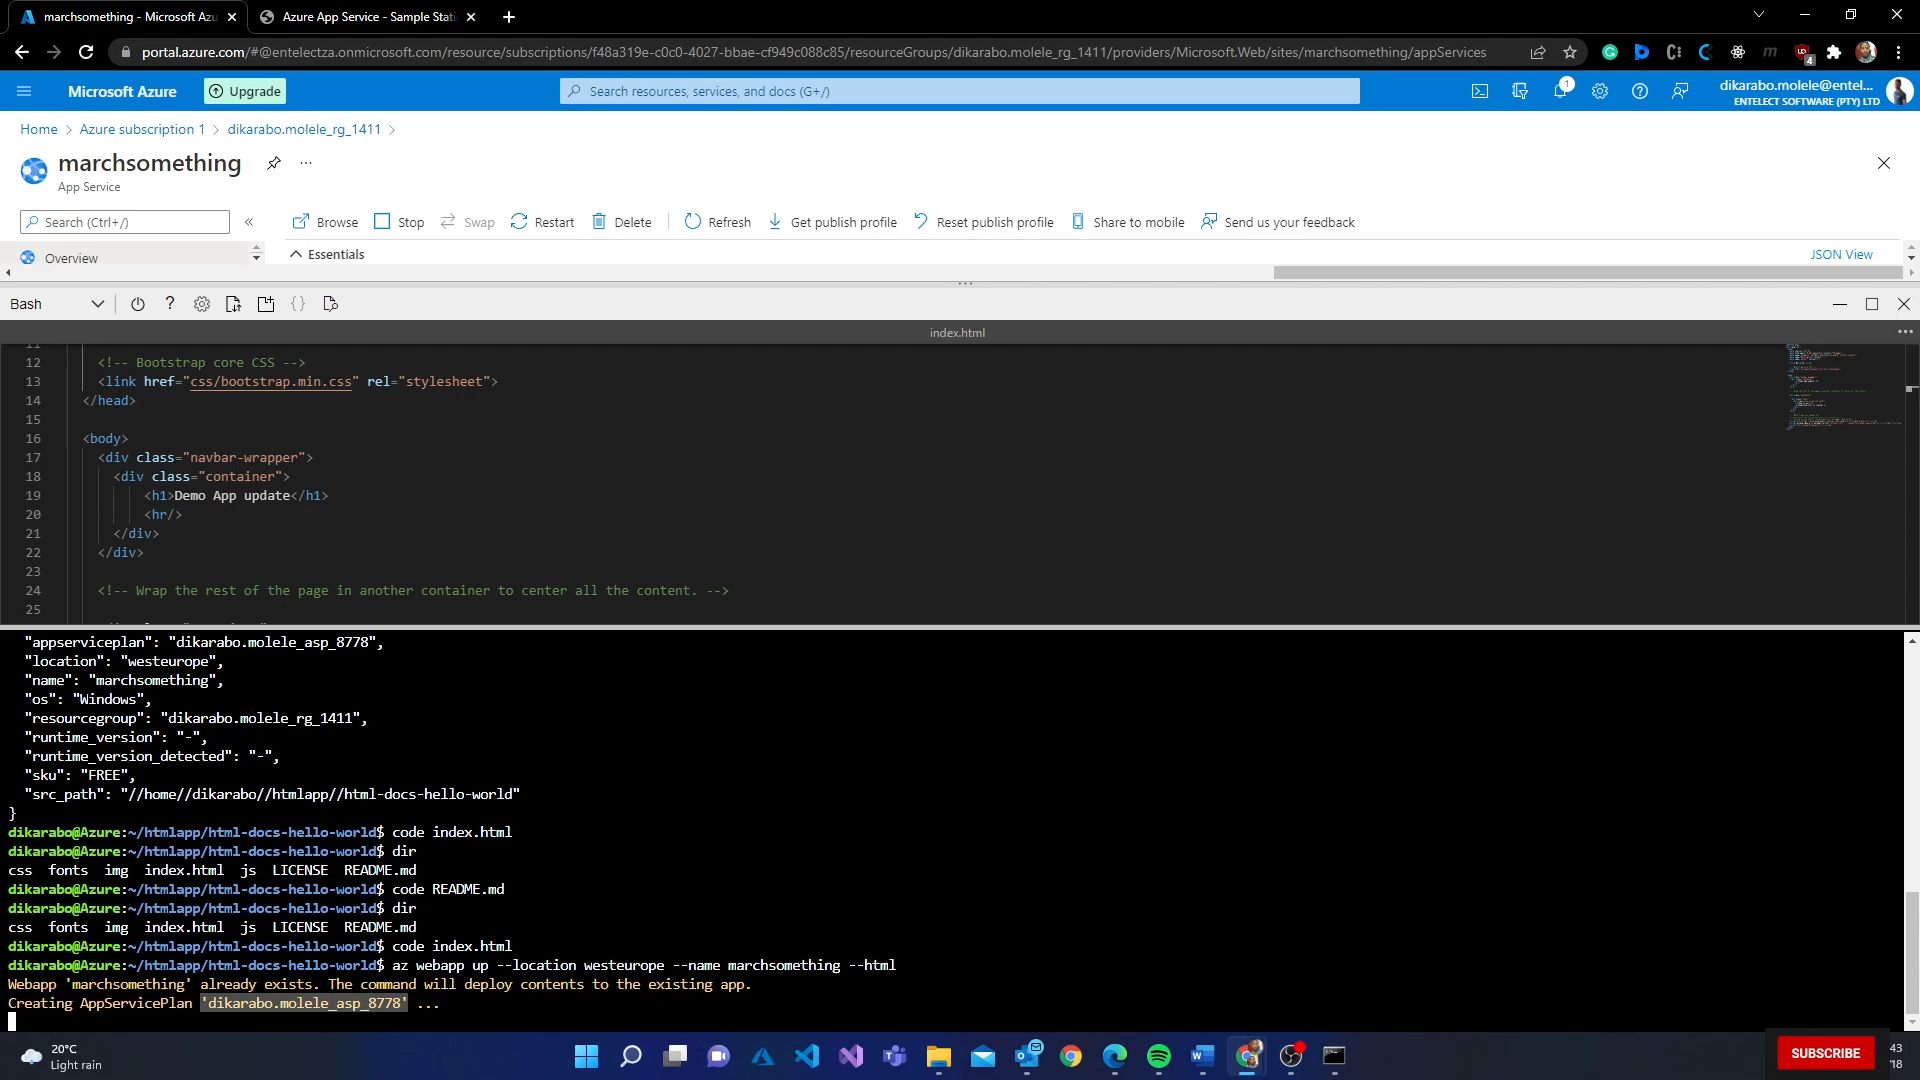 marchsomething - Microsoft Azu
Azure App Service - Sample Stati
portal.azure.com/#@entelectza.onmicrosoft.com/resource/subscriptions/f48a319e-c0c0-4027-bbae-cf949c088c85/resourceGroups/dikarabo.molele_rg_1411/providers/Microsoft.Web/sites/marchsomething/appServices
4
Microsoft Azure
Upgrade
Search resources, services, and docs (G+/)
1
dikarabo.molele@entel...
ENTELECT SOFTWARE (PTY) LTD
Home > Azure subscription 1 > dikarabo.molele_rg_1411 >
marchsomething
App Service
Search (Ctrl+/)
«
Browse
Stop
Swap
Restart
Delete
Refresh
Get publish profile
Reset publish profile
Share to mobile
Send us your feedback
Overview
Essentials
JSON View
Bash
?
{}
index.html
11
12 <!-- Bootstrap core CSS -->
13 <link href="css/bootstrap.min.css" rel="stylesheet">
14 </head>
15
16 <body>
17 <div class="navbar-wrapper">
18 <div class="container">
19 <h1>Demo App update</h1>
20 <hr/>
21 </div>
22 </div>
23
24 <!-- Wrap the rest of the page in another container to center all the content. -->
25
"appserviceplan": "dikarabo.molele_asp_8778",
"location": "westeurope",
"name": "marchsomething",
"os": "Windows",
"resourcegroup": "dikarabo.molele_rg_1411",
"runtime_version": "-",
"runtime_version_detected": "-",
"sku": "FREE",
"src_path": "//home//dikarabo//htmlapp//html-docs-hello-world"
}
dikarabo@Azure:~/htmlapp/html-docs-hello-world$ code index.html
dikarabo@Azure:~/htmlapp/html-docs-hello-world$ dir
css fonts img index.html js LICENSE README.md
dikarabo@Azure:~/htmlapp/html-docs-hello-world$ code README.md
dikarabo@Azure:~/htmlapp/html-docs-hello-world$ dir
css fonts img index.html js LICENSE README.md
dikarabo@Azure:~/htmlapp/html-docs-hello-world$ code index.html
dikarabo@Azure:~/htmlapp/html-docs-hello-world$ az webapp up --location westeurope --name marchsomething --html
Webapp 'marchsomething' already exists. The command will deploy contents to the existing app.
Creating AppServicePlan 'dikarabo.molele_asp_8778' ...
20°C
Light rain
SUBSCRIBE
43
'18